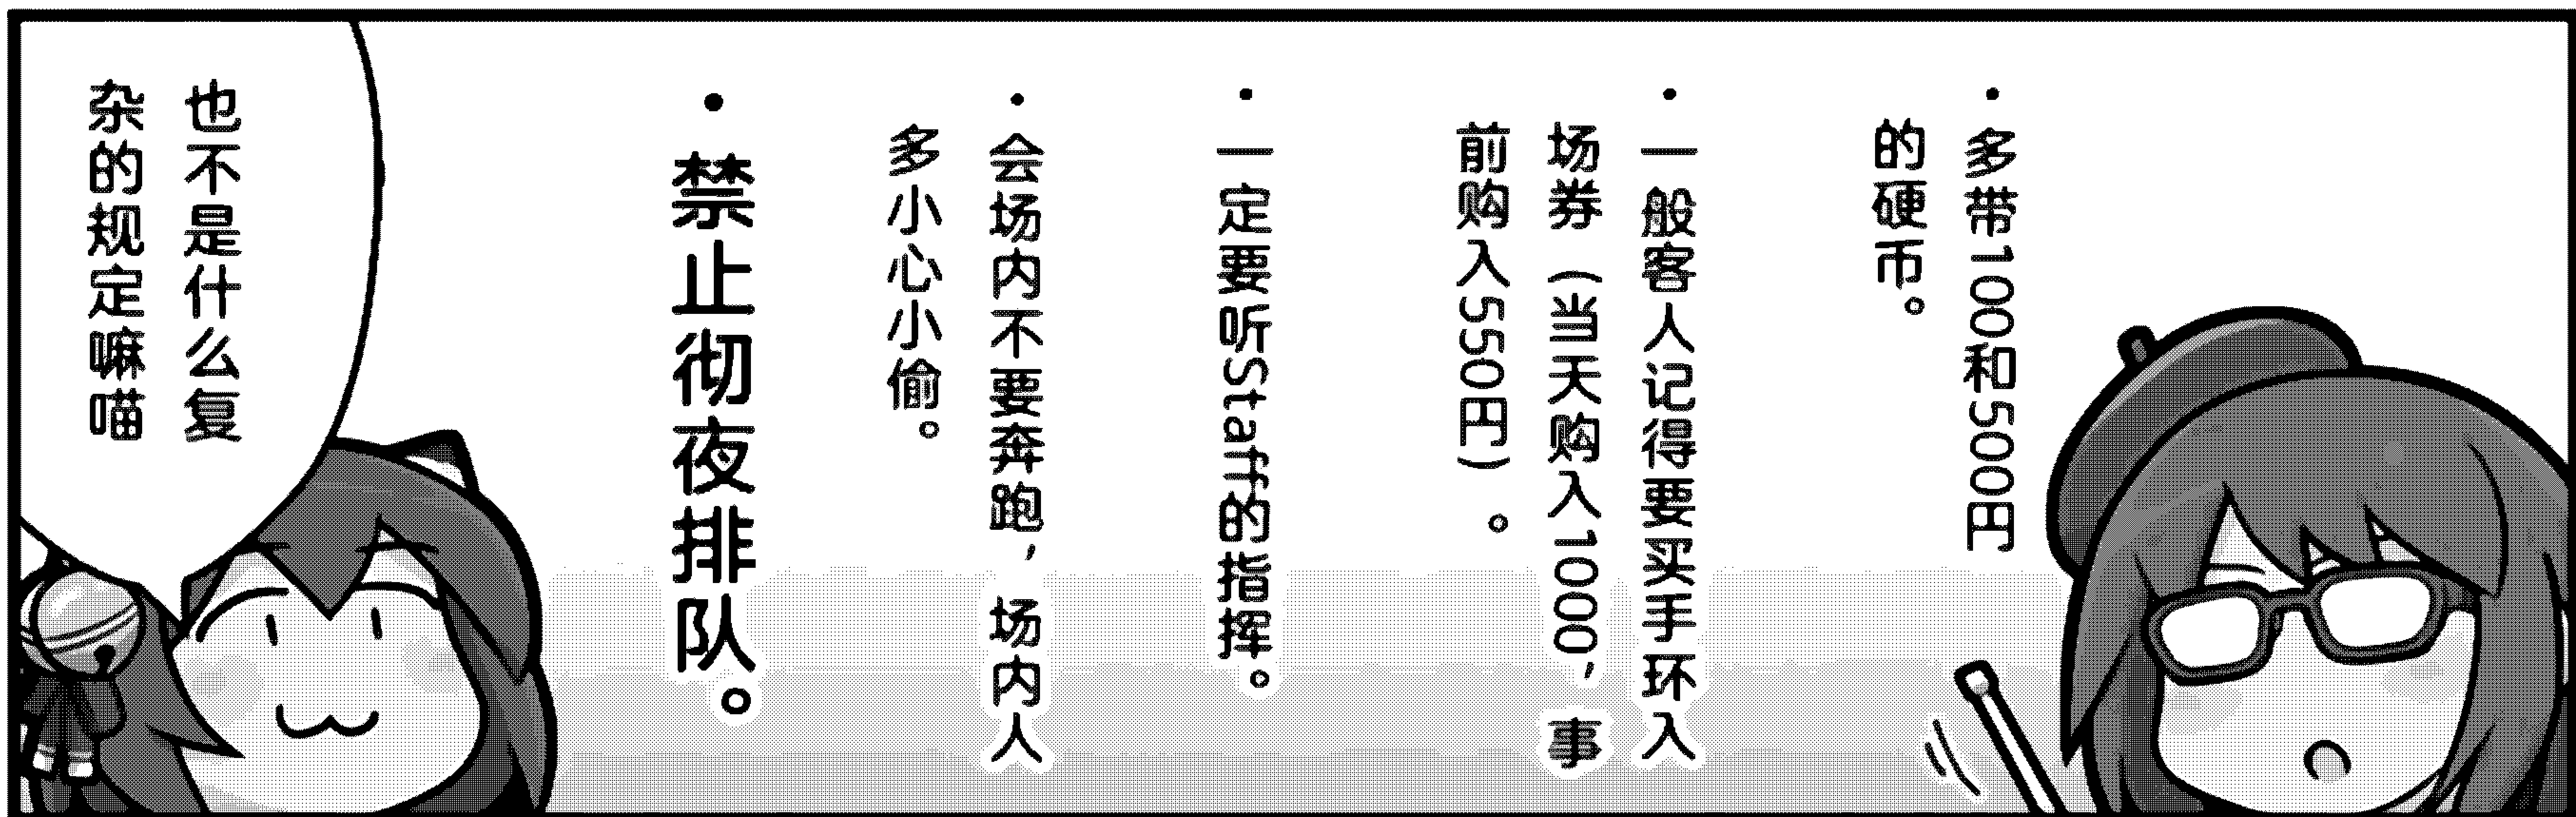 ・多带100和500円
的硬币。
・一般客人记得要买手环入
场券（当天购入1000，事
前购入550円）。
・一定要听Staff的指挥。
・会场内不要奔跑，场内人
多小心小偷。
・禁止彻夜排队。
也不是什么复
杂的规定嘛喵